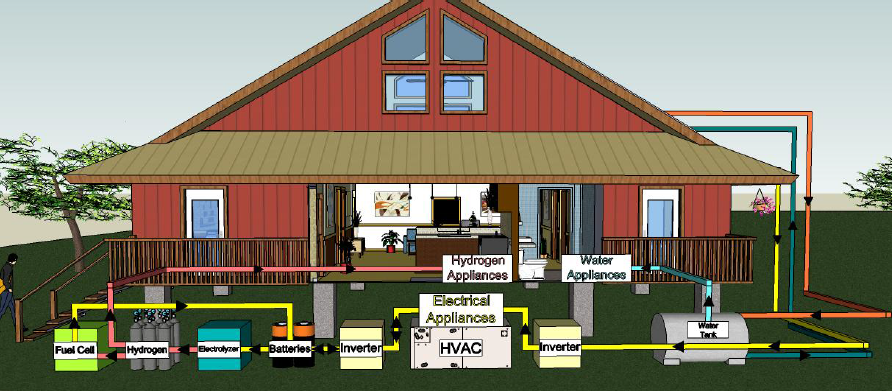 Hydrogen
Appliances
Water
Appliances
Electrical
Appliances
Fuel Cell
Hydrogen
Electrolyzer
Batteries
Inverter
HVAC
Inverter
Water
Tank